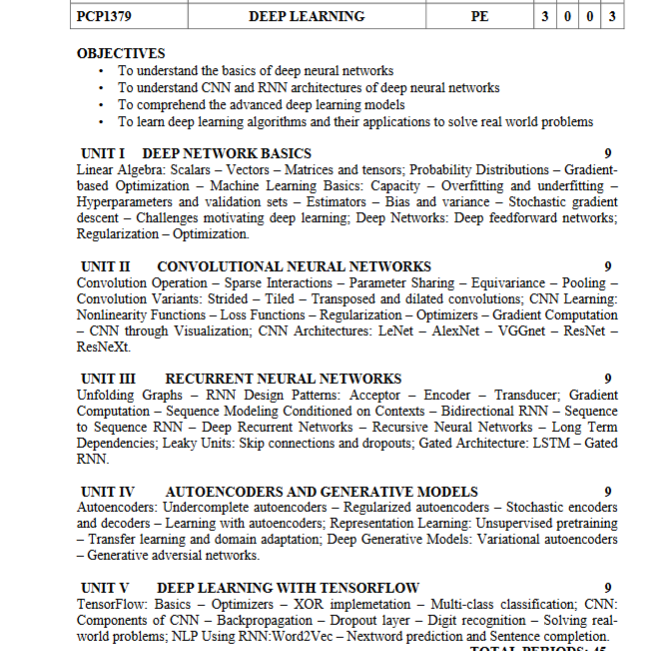 PCP1379 DEEP LEARNING PE 3 0 0 3
OBJECTIVES
• To understand the basics of deep neural networks
• To understand CNN and RNN architectures of deep neural networks
• To comprehend the advanced deep learning models
• To learn deep learning algorithms and their applications to solve real world problems
UNIT I DEEP NETWORK BASICS 9
Linear Algebra: Scalars – Vectors – Matrices and tensors; Probability Distributions – Gradient-
based Optimization – Machine Learning Basics: Capacity – Overfitting and underfitting –
Hyperparameters and validation sets – Estimators – Bias and variance – Stochastic gradient
descent – Challenges motivating deep learning; Deep Networks: Deep feedforward networks;
Regularization – Optimization.
UNIT II CONVOLUTIONAL NEURAL NETWORKS 9
Convolution Operation – Sparse Interactions – Parameter Sharing – Equivariance – Pooling –
Convolution Variants: Strided – Tiled – Transposed and dilated convolutions; CNN Learning:
Nonlinearity Functions – Loss Functions – Regularization – Optimizers – Gradient Computation
– CNN through Visualization; CNN Architectures: LeNet – AlexNet – VGGnet – ResNet –
ResNeXt.
UNIT III RECURRENT NEURAL NETWORKS 9
Unfolding Graphs – RNN Design Patterns: Acceptor – Encoder – Transducer; Gradient
Computation – Sequence Modeling Conditioned on Contexts – Bidirectional RNN – Sequence
to Sequence RNN – Deep Recurrent Networks – Recursive Neural Networks – Long Term
Dependencies; Leaky Units: Skip connections and dropouts; Gated Architecture: LSTM – Gated
RNN.
UNIT IV AUTOENCODERS AND GENERATIVE MODELS 9
Autoencoders: Undercomplete autoencoders – Regularized autoencoders – Stochastic encoders
and decoders – Learning with autoencoders; Representation Learning: Unsupervised pretraining
– Transfer learning and domain adaptation; Deep Generative Models: Variational autoencoders
– Generative adversial networks.
UNIT V DEEP LEARNING WITH TENSORFLOW 9
TensorFlow: Basics – Optimizers – XOR implemetation – Multi-class classification; CNN:
Components of CNN – Backpropagation – Dropout layer – Digit recognition – Solving real-
world problems; NLP Using RNN:Word2Vec – Nextword prediction and Sentence completion.
TOTAL PERIODS: 45